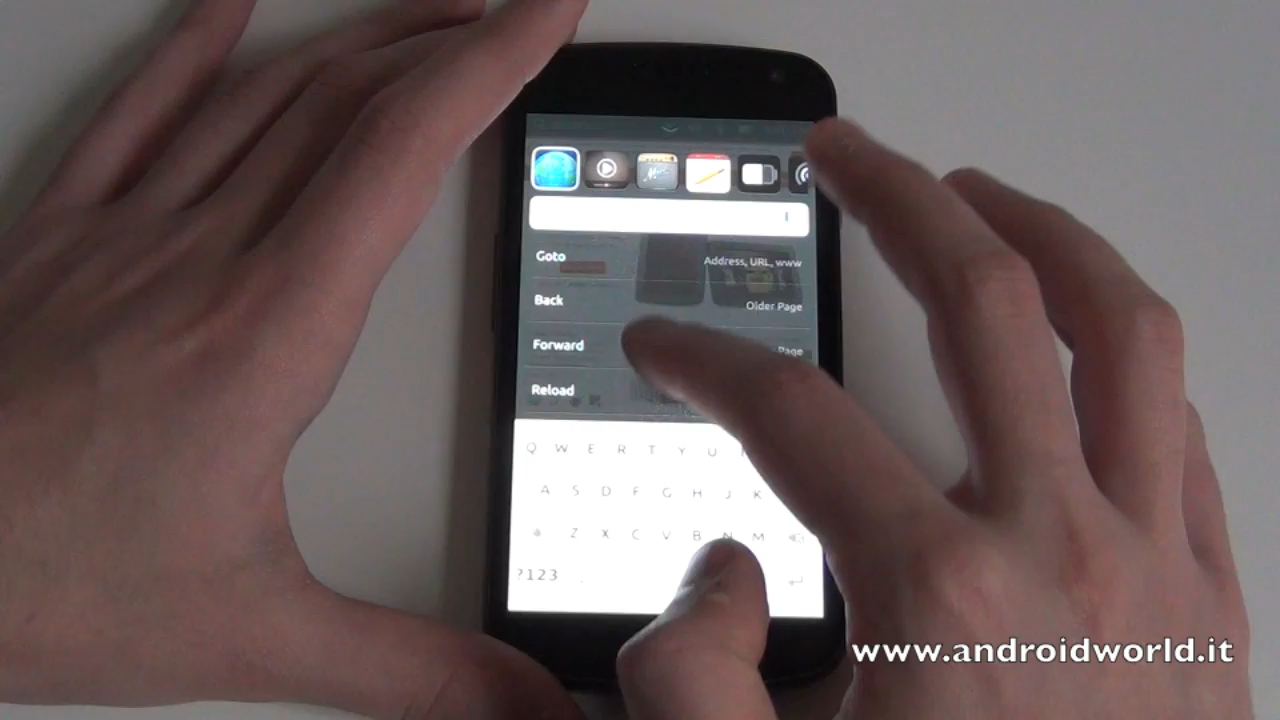 Goto Address, URL, www
Back Older Page
Forward Page
Reload
Q W E R T Y U
A S D F G H J K
Z X C V B N M
?123 .
www.androidworld.it